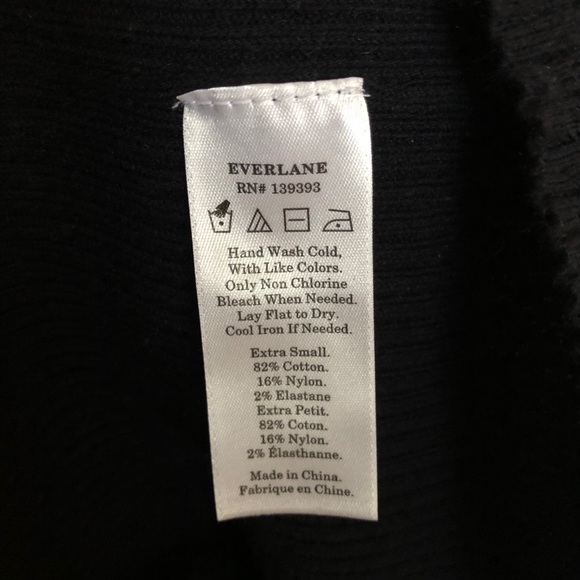 EVERLANE
RN# 139393
Hand Wash Cold,
With Like Colors.
Only Non Chlorine
Bleach When Needed.
Lay Flat to Dry.
Cool Iron If Needed.
Extra Small.
82% Cotton.
16% Nylon.
2% Elastane
Extra Petit.
82% Coton.
16% Nylon.
2% Élasthanne.
Made in China.
Fabrique en Chine.